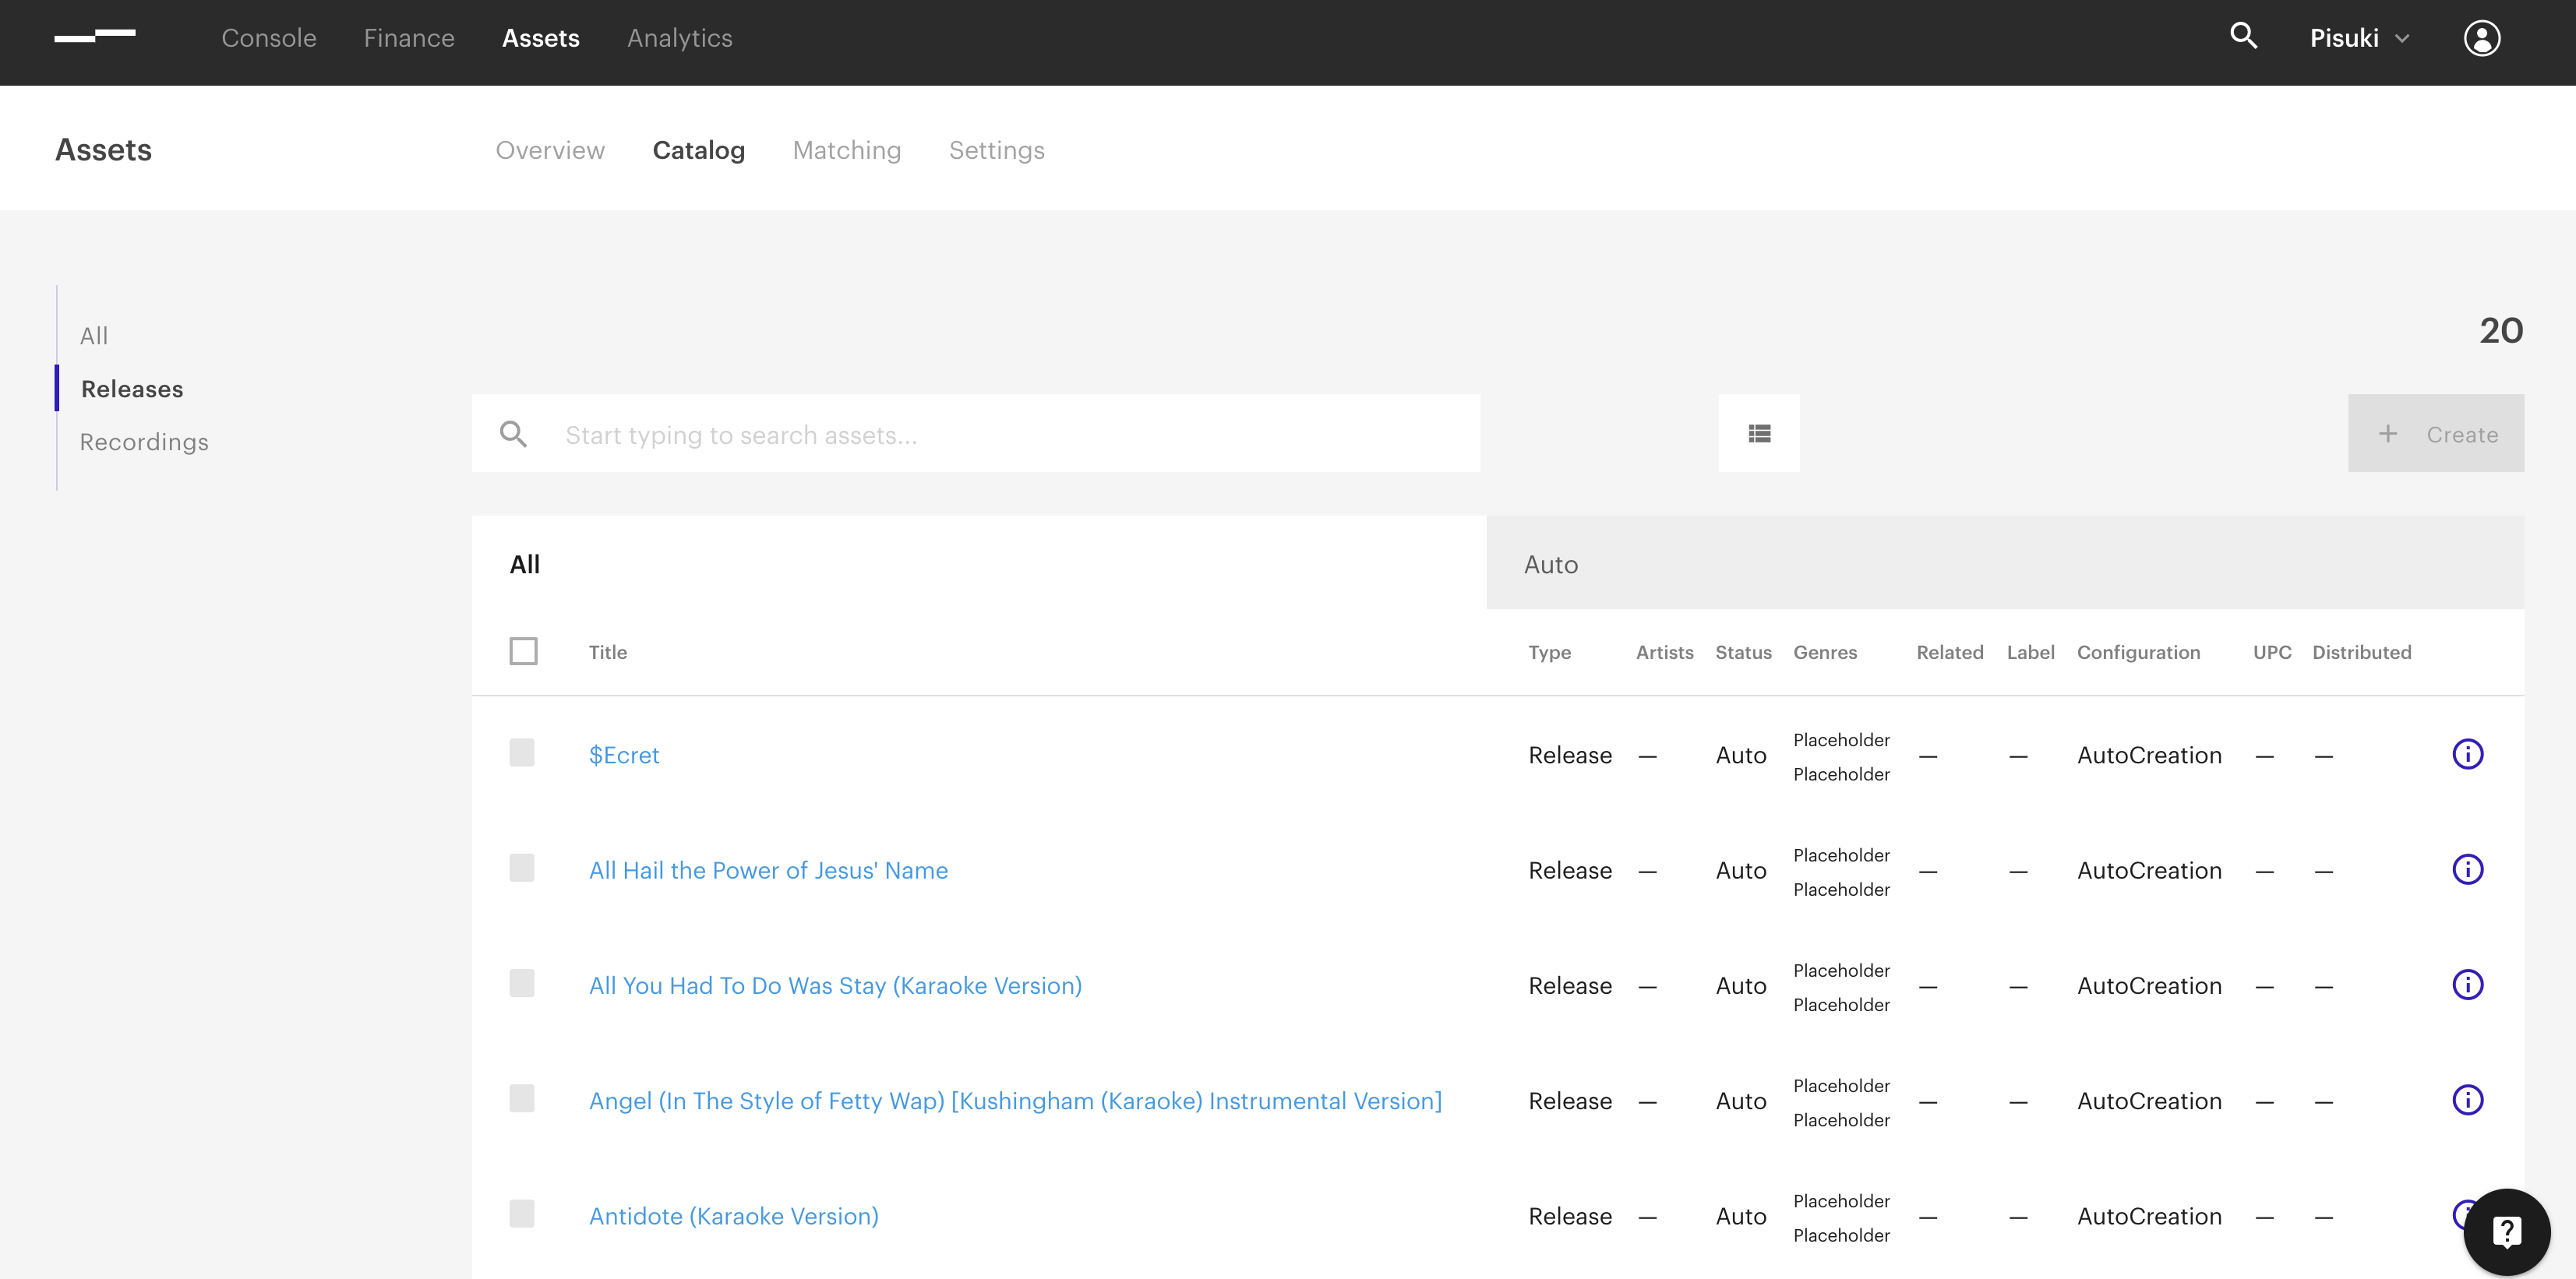 Console Finance Assets Analytics Pisuki
Assets Overview Catalog Matching Settings
All
Releases
Recordings
20
Start typing to search assets...
+ Create
All Auto
Title Type Artists Status Genres Related Label Configuration UPC Distributed
$Ecret Release — Auto Placeholder — — AutoCreation — —
Placeholder
All Hail the Power of Jesus' Name Release — Auto Placeholder — — AutoCreation — —
Placeholder
All You Had To Do Was Stay (Karaoke Version) Release — Auto Placeholder — — AutoCreation — —
Placeholder
Angel (In The Style of Fetty Wap) [Kushingham (Karaoke) Instrumental Version] Release — Auto Placeholder — — AutoCreation — —
Placeholder
Antidote (Karaoke Version) Release — Auto Placeholder — — AutoCreation — —
Placeholder